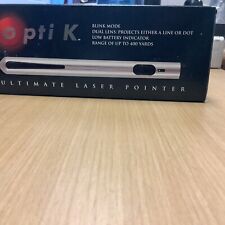 opti K.
BLINK MODE
DUAL LENS: PROJECTS EITHER A LINE OR DOT
LOW BATTERY INDICATOR
RANGE OF UP TO 400 YARDS
ULTIMATE LASER POINTER